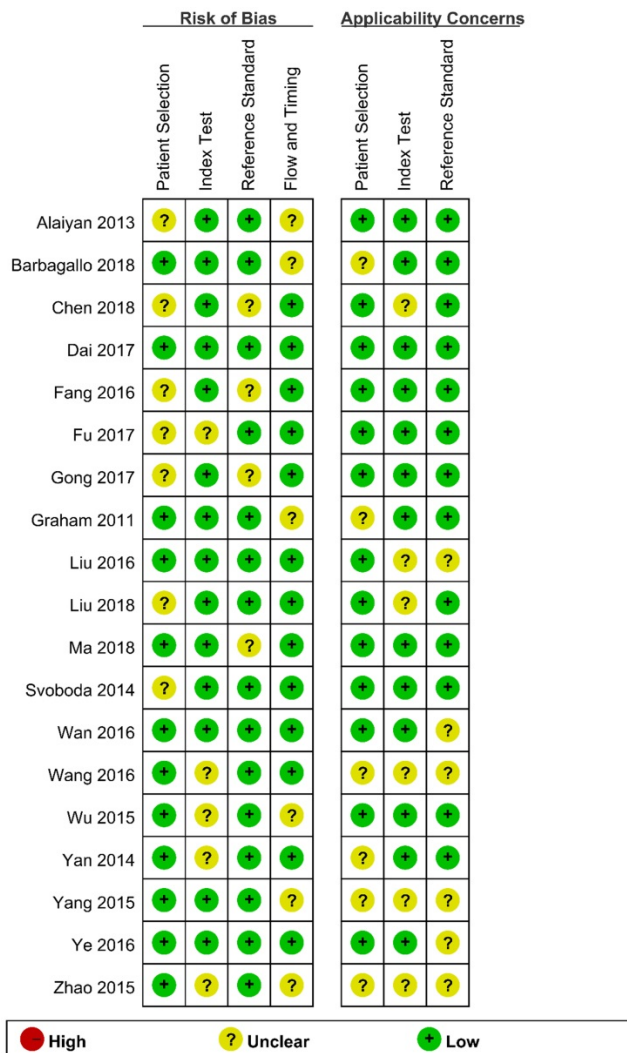 Risk of Bias Applicability Concerns
Patient Selection Index Test Reference Standard Flow and Timing Patient Selection Index Test Reference Standard
Alaiyan 2013 ? + + ? + + +
Barbagallo 2018 + + + ? ? + +
Chen 2018 ? + ? + + ? +
Dai 2017 + + + + + + +
Fang 2016 ? + ? + + + +
Fu 2017 ? ? + + + + +
Gong 2017 ? + ? + + + +
Graham 2011 + + + ? ? + +
Liu 2016 + + + + + ? ?
Liu 2018 ? + + + + ? +
Ma 2018 + + ? + + + +
Svoboda 2014 ? + + + + + +
Wan 2016 + + + + + + ?
Wang 2016 + ? + + ? ? ?
Wu 2015 + ? + ? + + +
Yan 2014 + ? + + ? + +
Yang 2015 + + + ? ? ? ?
Ye 2016 + + + + + + ?
Zhao 2015 + ? + ? ? ? ?
- High ? Unclear + Low